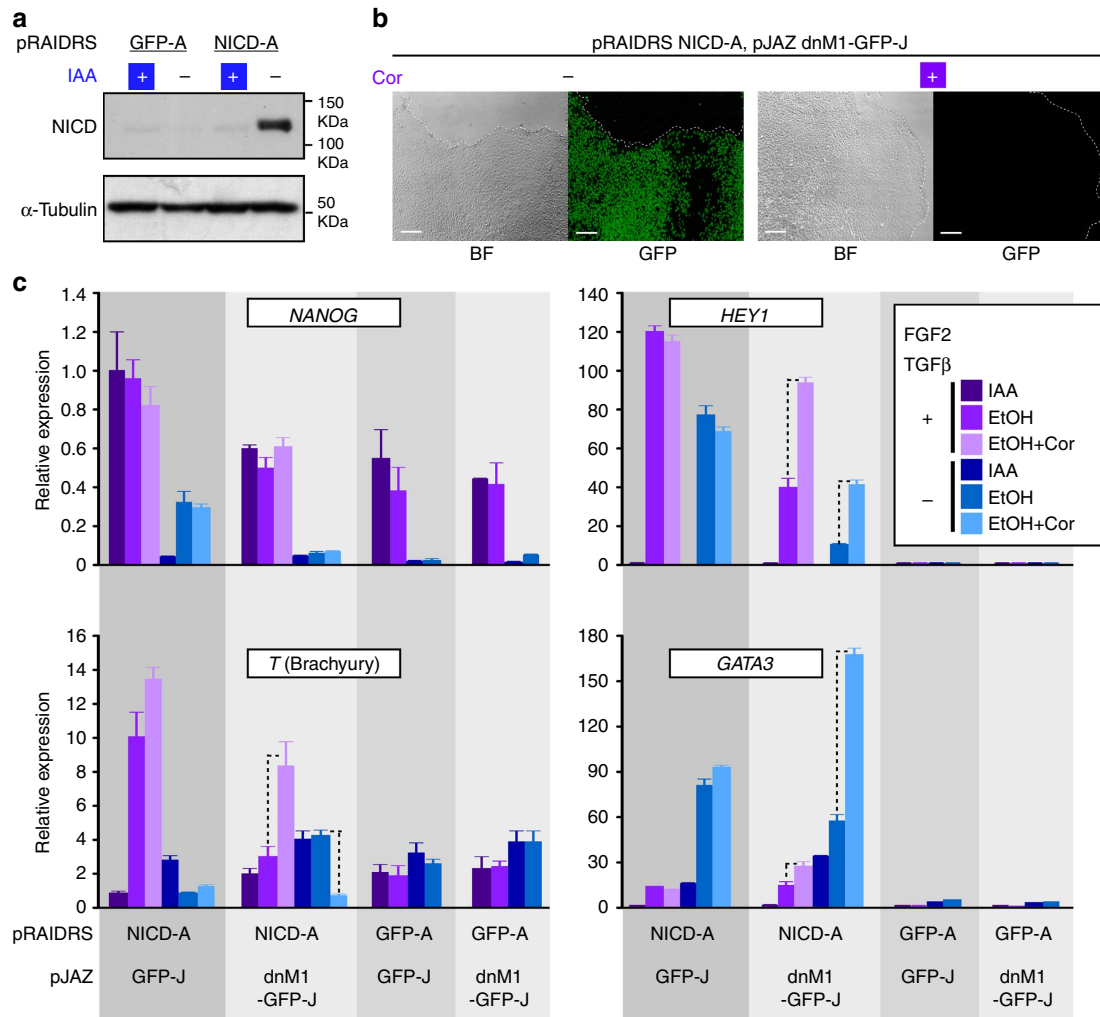 a
pRAIDRS GFP-A NICD-A
IAA + – + –
NICD
150
KDa
100
KDa
α-Tubulin
50
KDa
b
pRAIDRS NICD-A, pJAZ dnM1-GFP-J
Cor – +
BF GFP BF GFP
c
NANOG
Relative expression
1.4
1.2
1.0
0.8
0.6
0.4
0.2
0
HEY1
140
120
100
80
60
40
20
0
FGF2
TGFβ
+
IAA
EtOH
EtOH+Cor
–
IAA
EtOH
EtOH+Cor
T (Brachyury)
Relative expression
16
14
12
10
8
6
4
2
0
GATA3
180
150
120
90
60
30
0
pRAIDRS NICD-A NICD-A GFP-A GFP-A NICD-A NICD-A GFP-A GFP-A
pJAZ GFP-J dnM1 GFP-J dnM1 GFP-J dnM1 GFP-J dnM1
-GFP-J -GFP-J -GFP-J -GFP-J